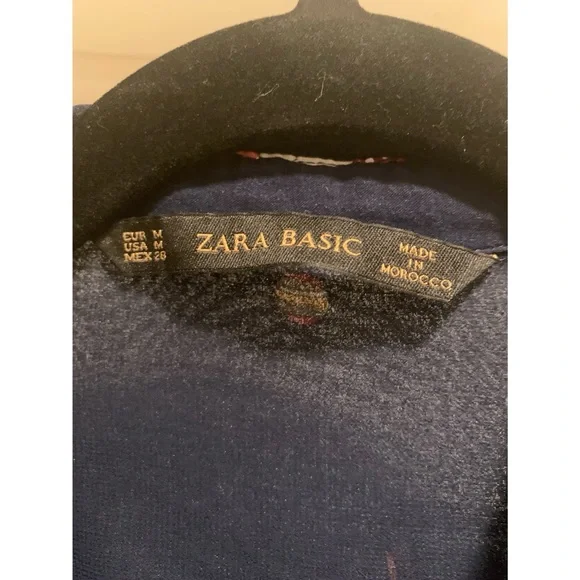 EUR M
USA M
MEX 28
ZARA BASIC
MADE
IN
MOROCCO